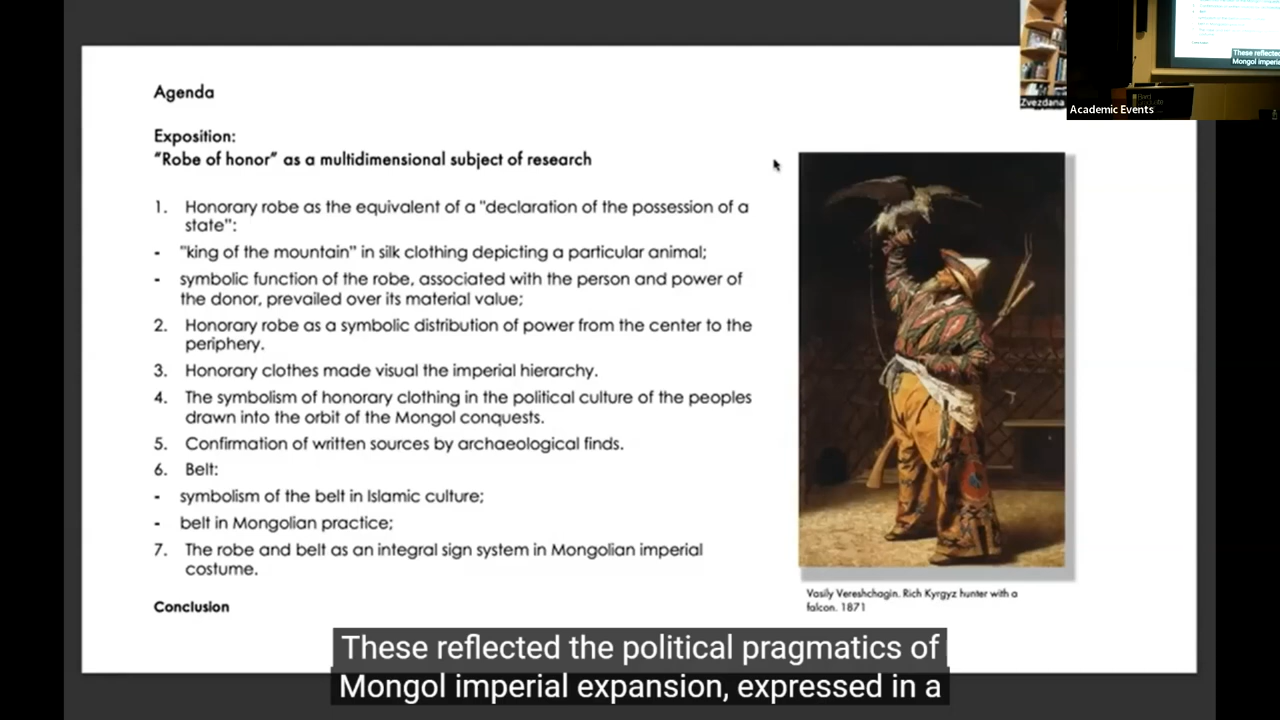 Agenda
Exposition:
"Robe of honor" as a multidimensional subject of research
1. Honorary robe as the equivalent of a "declaration of the possession of a
state":
- "king of the mountain" in silk clothing depicting a particular animal;
- symbolic function of the robe, associated with the person and power of
the donor, prevailed over its material value;
2. Honorary robe as a symbolic distribution of power from the center to the
periphery.
3. Honorary clothes made visual the imperial hierarchy.
4. The symbolism of honorary clothing in the political culture of the peoples
drawn into the orbit of the Mongol conquests.
5. Confirmation of written sources by archaeological finds.
6. Belt:
- symbolism of the belt in Islamic culture;
- belt in Mongolian practice;
7. The robe and belt as an integral sign system in Mongolian imperial
costume.
Conclusion
Vasily Vereshchagin. Rich Kyrgyz hunter with a
falcon. 1871
Zvezdana
These reflected
Mongol imperia
Academic Events
These reflected the political pragmatics of
Mongol imperial expansion, expressed in a